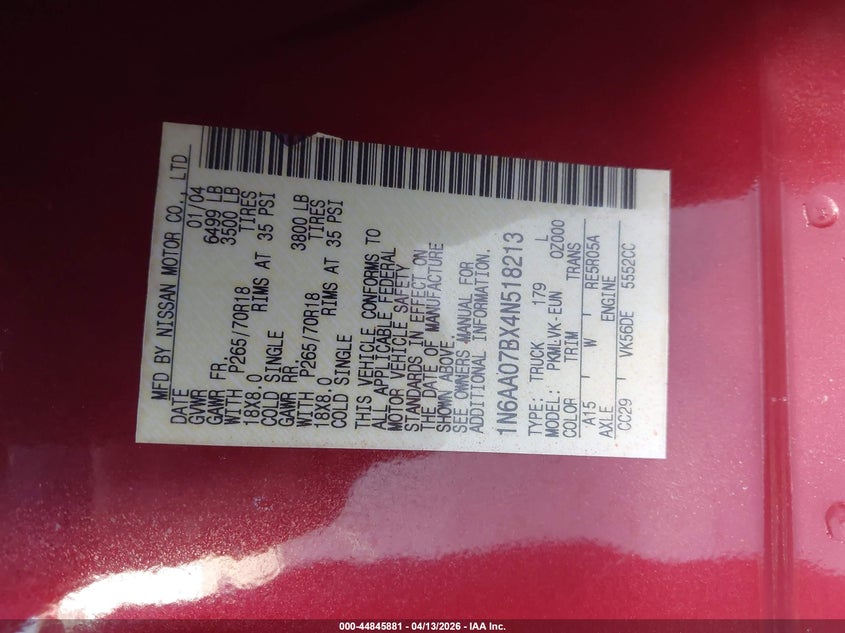 MFD BY NISSAN MOTOR CO., LTD
DATE 01/04
GVWR 6499 LB
GAWR FR. 3500 LB
WITH P265/70R18 TIRES
18X8.0 RIMS AT 35 PSI
COLD SINGLE
GAWR RR. 3800 LB
WITH P265/70R18 TIRES
18X8.0 RIMS AT 35 PSI
COLD SINGLE
THIS VEHICLE CONFORMS TO
ALL APPLICABLE FEDERAL
MOTOR VEHICLE SAFETY
STANDARDS IN EFFECT ON
THE DATE OF MANUFACTURE
SHOWN ABOVE.
SEE OWNERS MANUAL FOR
ADDITIONAL INFORMATION.
1N6AA07BX4N518213
TYPE: TRUCK 179 L
MODEL: PKML-VK-EUN 0Z000
COLOR TRIM TRANS
A15 W RE5R05A
AXLE ENGINE
CC29 VK56DE 5552CC
000-44845881 - 04/13/2026 - IAA Inc.